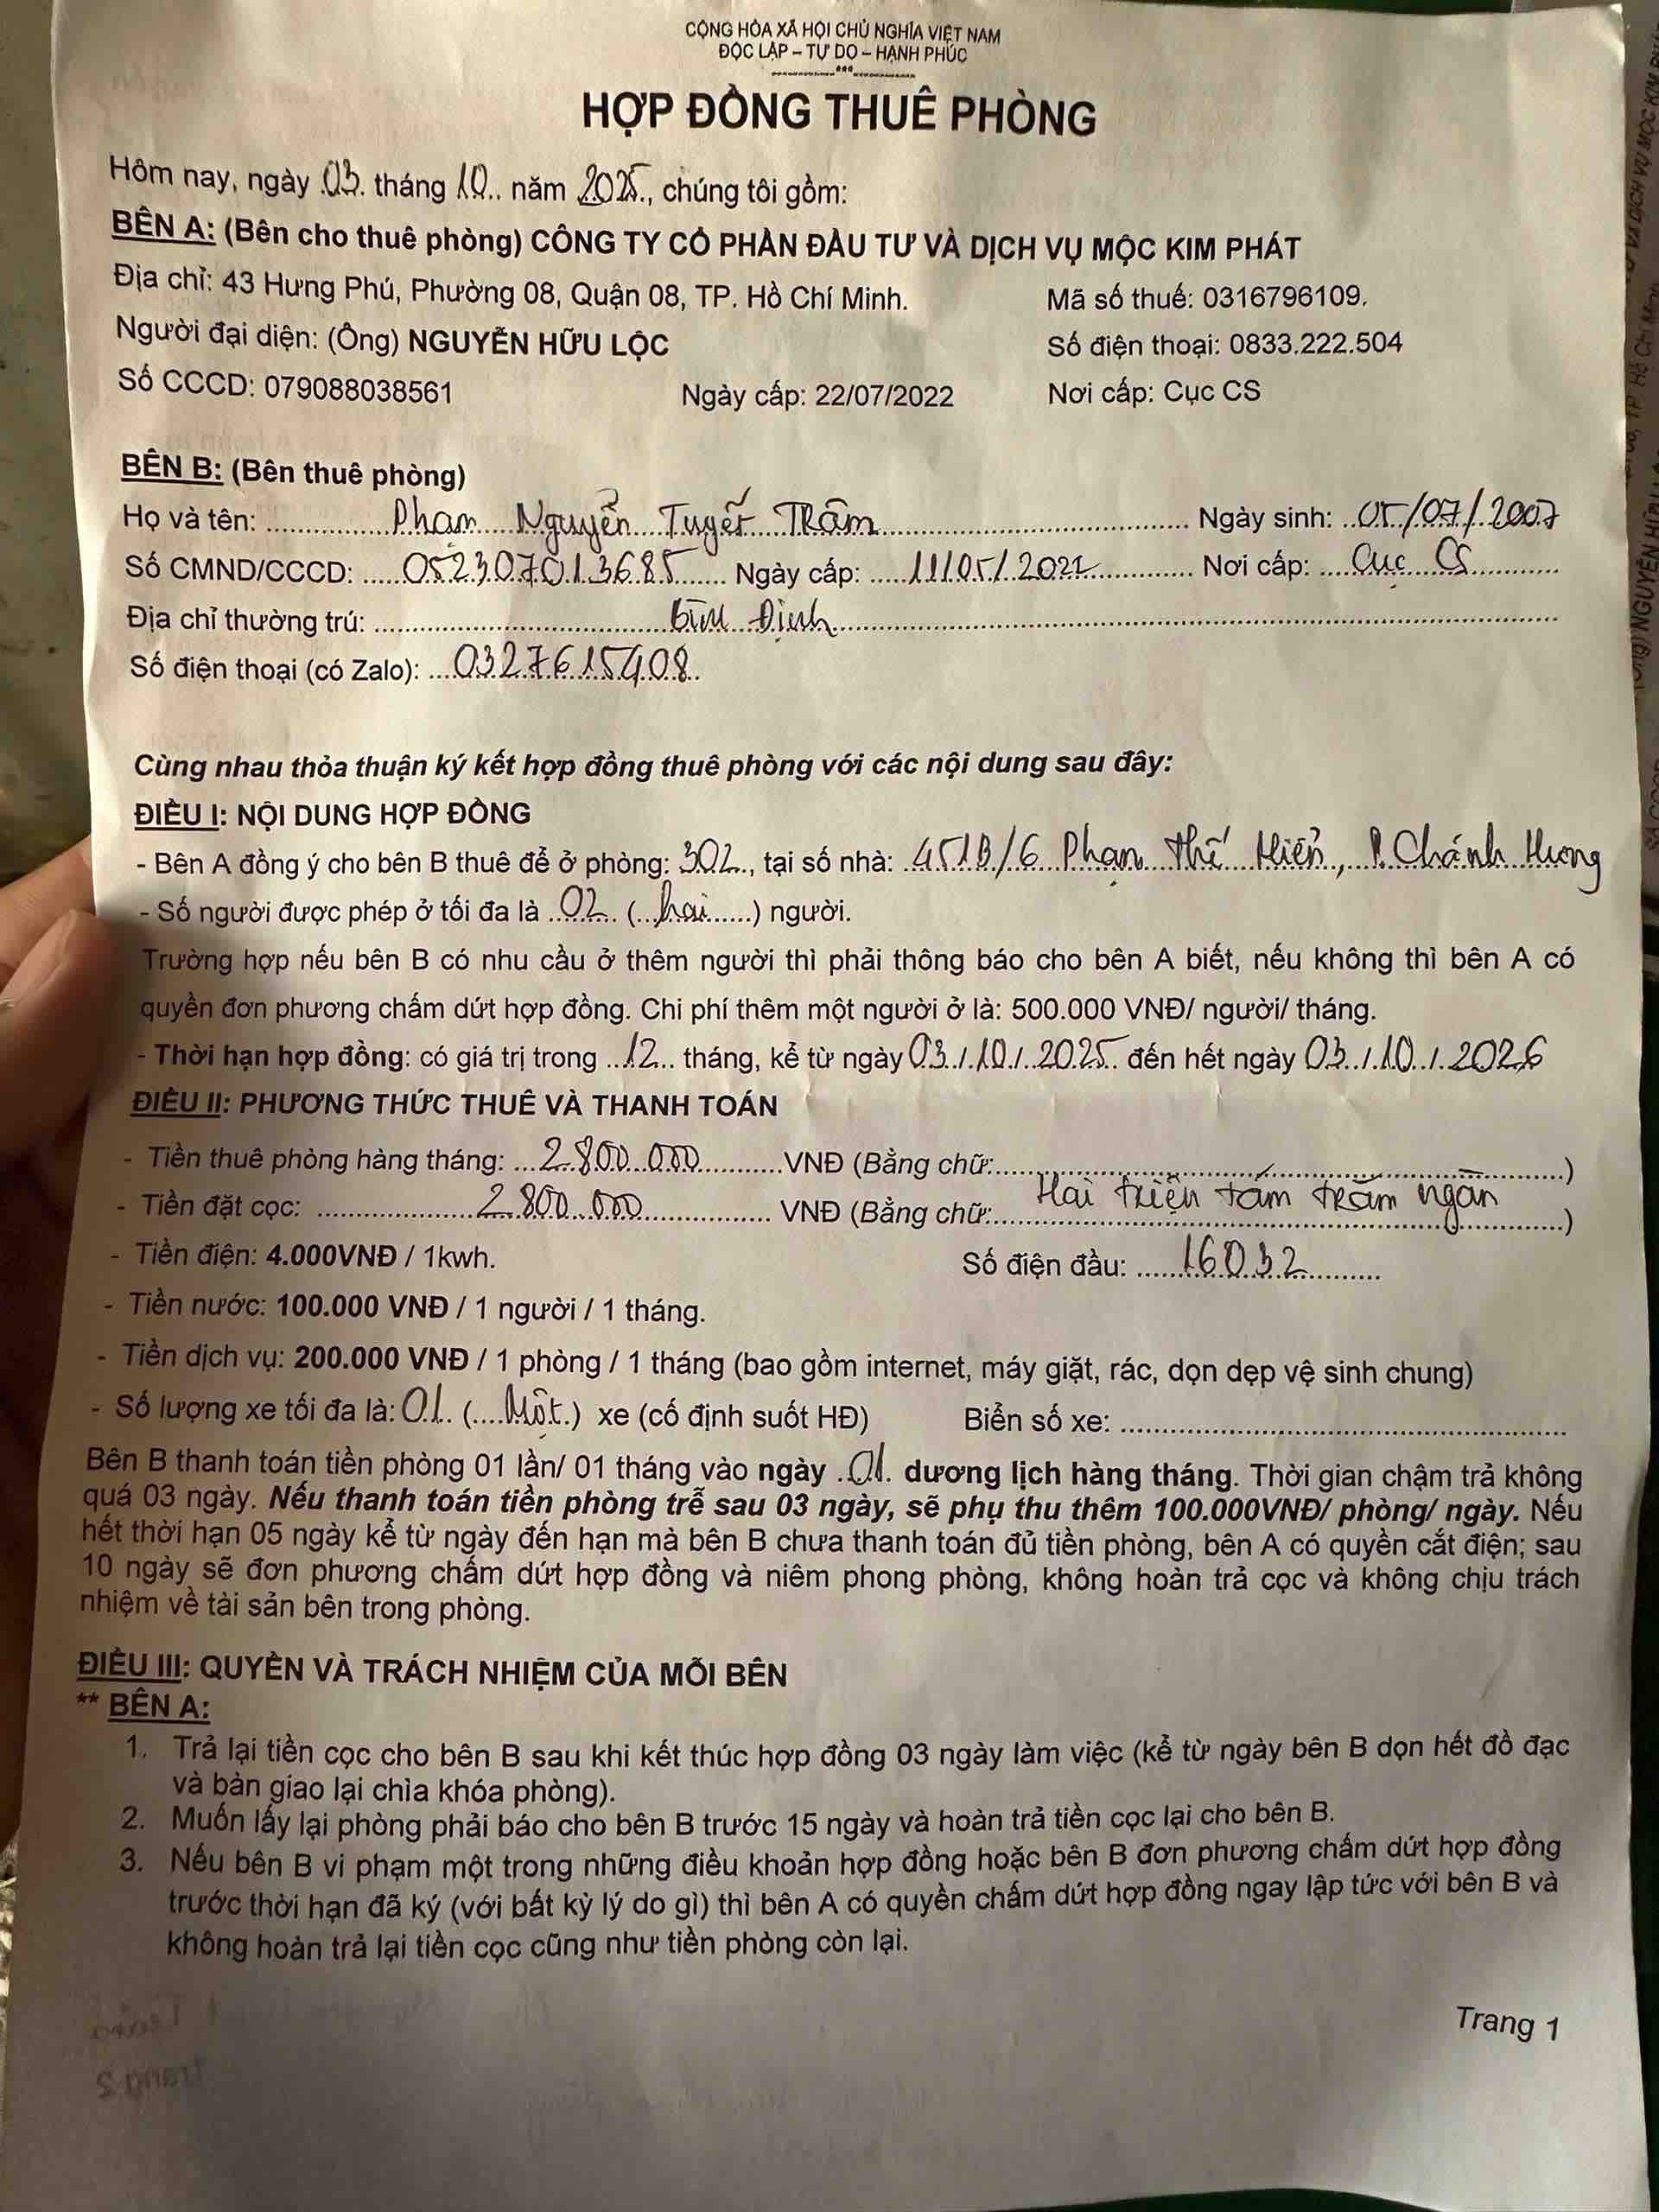 CỘNG HÒA XÃ HỘI CHỦ NGHĨA VIỆT NAM
ĐỘC LẬP – TỰ DO – HẠNH PHÚC
***
HỢP ĐỒNG THUÊ PHÒNG
Hôm nay, ngày 03 tháng 10 năm 2025, chúng tôi gồm:
BÊN A: (Bên cho thuê phòng) CÔNG TY CỔ PHẦN ĐẦU TƯ VÀ DỊCH VỤ MỘC KIM PHÁT
Địa chỉ: 43 Hưng Phú, Phường 08, Quận 08, TP. Hồ Chí Minh. Mã số thuế: 0316796109.
Người đại diện: (Ông) NGUYỄN HỮU LỘC Số điện thoại: 0833.222.504
Số CCCD: 079088038561 Ngày cấp: 22/07/2022 Nơi cấp: Cục CS
BÊN B: (Bên thuê phòng)
Họ và tên: Phạm Nguyễn Tuyết Trâm Ngày sinh: 05/07/2007
Số CMND/CCCD: 052307013685 Ngày cấp: 11/05/2021 Nơi cấp: Cục CS
Địa chỉ thường trú: Bình Định
Số điện thoại (có Zalo): 0327615408
Cùng nhau thỏa thuận ký kết hợp đồng thuê phòng với các nội dung sau đây:
ĐIỀU I: NỘI DUNG HỢP ĐỒNG
- Bên A đồng ý cho bên B thuê để ở phòng: 302, tại số nhà: 451B/6 Phạm Thế Hiển, P. Chánh Hưng
- Số người được phép ở tối đa là 02 (hai) người.
Trường hợp nếu bên B có nhu cầu ở thêm người thì phải thông báo cho bên A biết, nếu không thì bên A có
quyền đơn phương chấm dứt hợp đồng. Chi phí thêm một người ở là: 500.000 VNĐ/ người/ tháng.
- Thời hạn hợp đồng: có giá trị trong 12 tháng, kể từ ngày 03/10/2025 đến hết ngày 03/10/2026
ĐIỀU II: PHƯƠNG THỨC THUÊ VÀ THANH TOÁN
- Tiền thuê phòng hàng tháng: 2.800.000 VNĐ (Bằng chữ: )
- Tiền đặt cọc: 2.800.000 VNĐ (Bằng chữ: Hai triệu tám trăm ngàn )
- Tiền điện: 4.000VNĐ / 1kwh. Số điện đầu: 16032
- Tiền nước: 100.000 VNĐ / 1 người / 1 tháng.
- Tiền dịch vụ: 200.000 VNĐ / 1 phòng / 1 tháng (bao gồm internet, máy giặt, rác, dọn dẹp vệ sinh chung)
- Số lượng xe tối đa là: 01 (Một) xe (cố định suốt HĐ) Biển số xe:
Bên B thanh toán tiền phòng 01 lần/ 01 tháng vào ngày 01 dương lịch hàng tháng. Thời gian chậm trả không
quá 03 ngày. Nếu thanh toán tiền phòng trễ sau 03 ngày, sẽ phụ thu thêm 100.000VNĐ/ phòng/ ngày. Nếu
hết thời hạn 05 ngày kể từ ngày đến hạn mà bên B chưa thanh toán đủ tiền phòng, bên A có quyền cắt điện; sau
10 ngày sẽ đơn phương chấm dứt hợp đồng và niêm phong phòng, không hoàn trả cọc và không chịu trách
nhiệm về tài sản bên trong phòng.
ĐIỀU III: QUYỀN VÀ TRÁCH NHIỆM CỦA MỖI BÊN
** BÊN A:
1. Trả lại tiền cọc cho bên B sau khi kết thúc hợp đồng 03 ngày làm việc (kể từ ngày bên B dọn hết đồ đạc
và bàn giao lại chìa khóa phòng).
2. Muốn lấy lại phòng phải báo cho bên B trước 15 ngày và hoàn trả tiền cọc lại cho bên B.
3. Nếu bên B vi phạm một trong những điều khoản hợp đồng hoặc bên B đơn phương chấm dứt hợp đồng
trước thời hạn đã ký (với bất kỳ lý do gì) thì bên A có quyền chấm dứt hợp đồng ngay lập tức với bên B và
không hoàn trả lại tiền cọc cũng như tiền phòng còn lại.
Trang 1